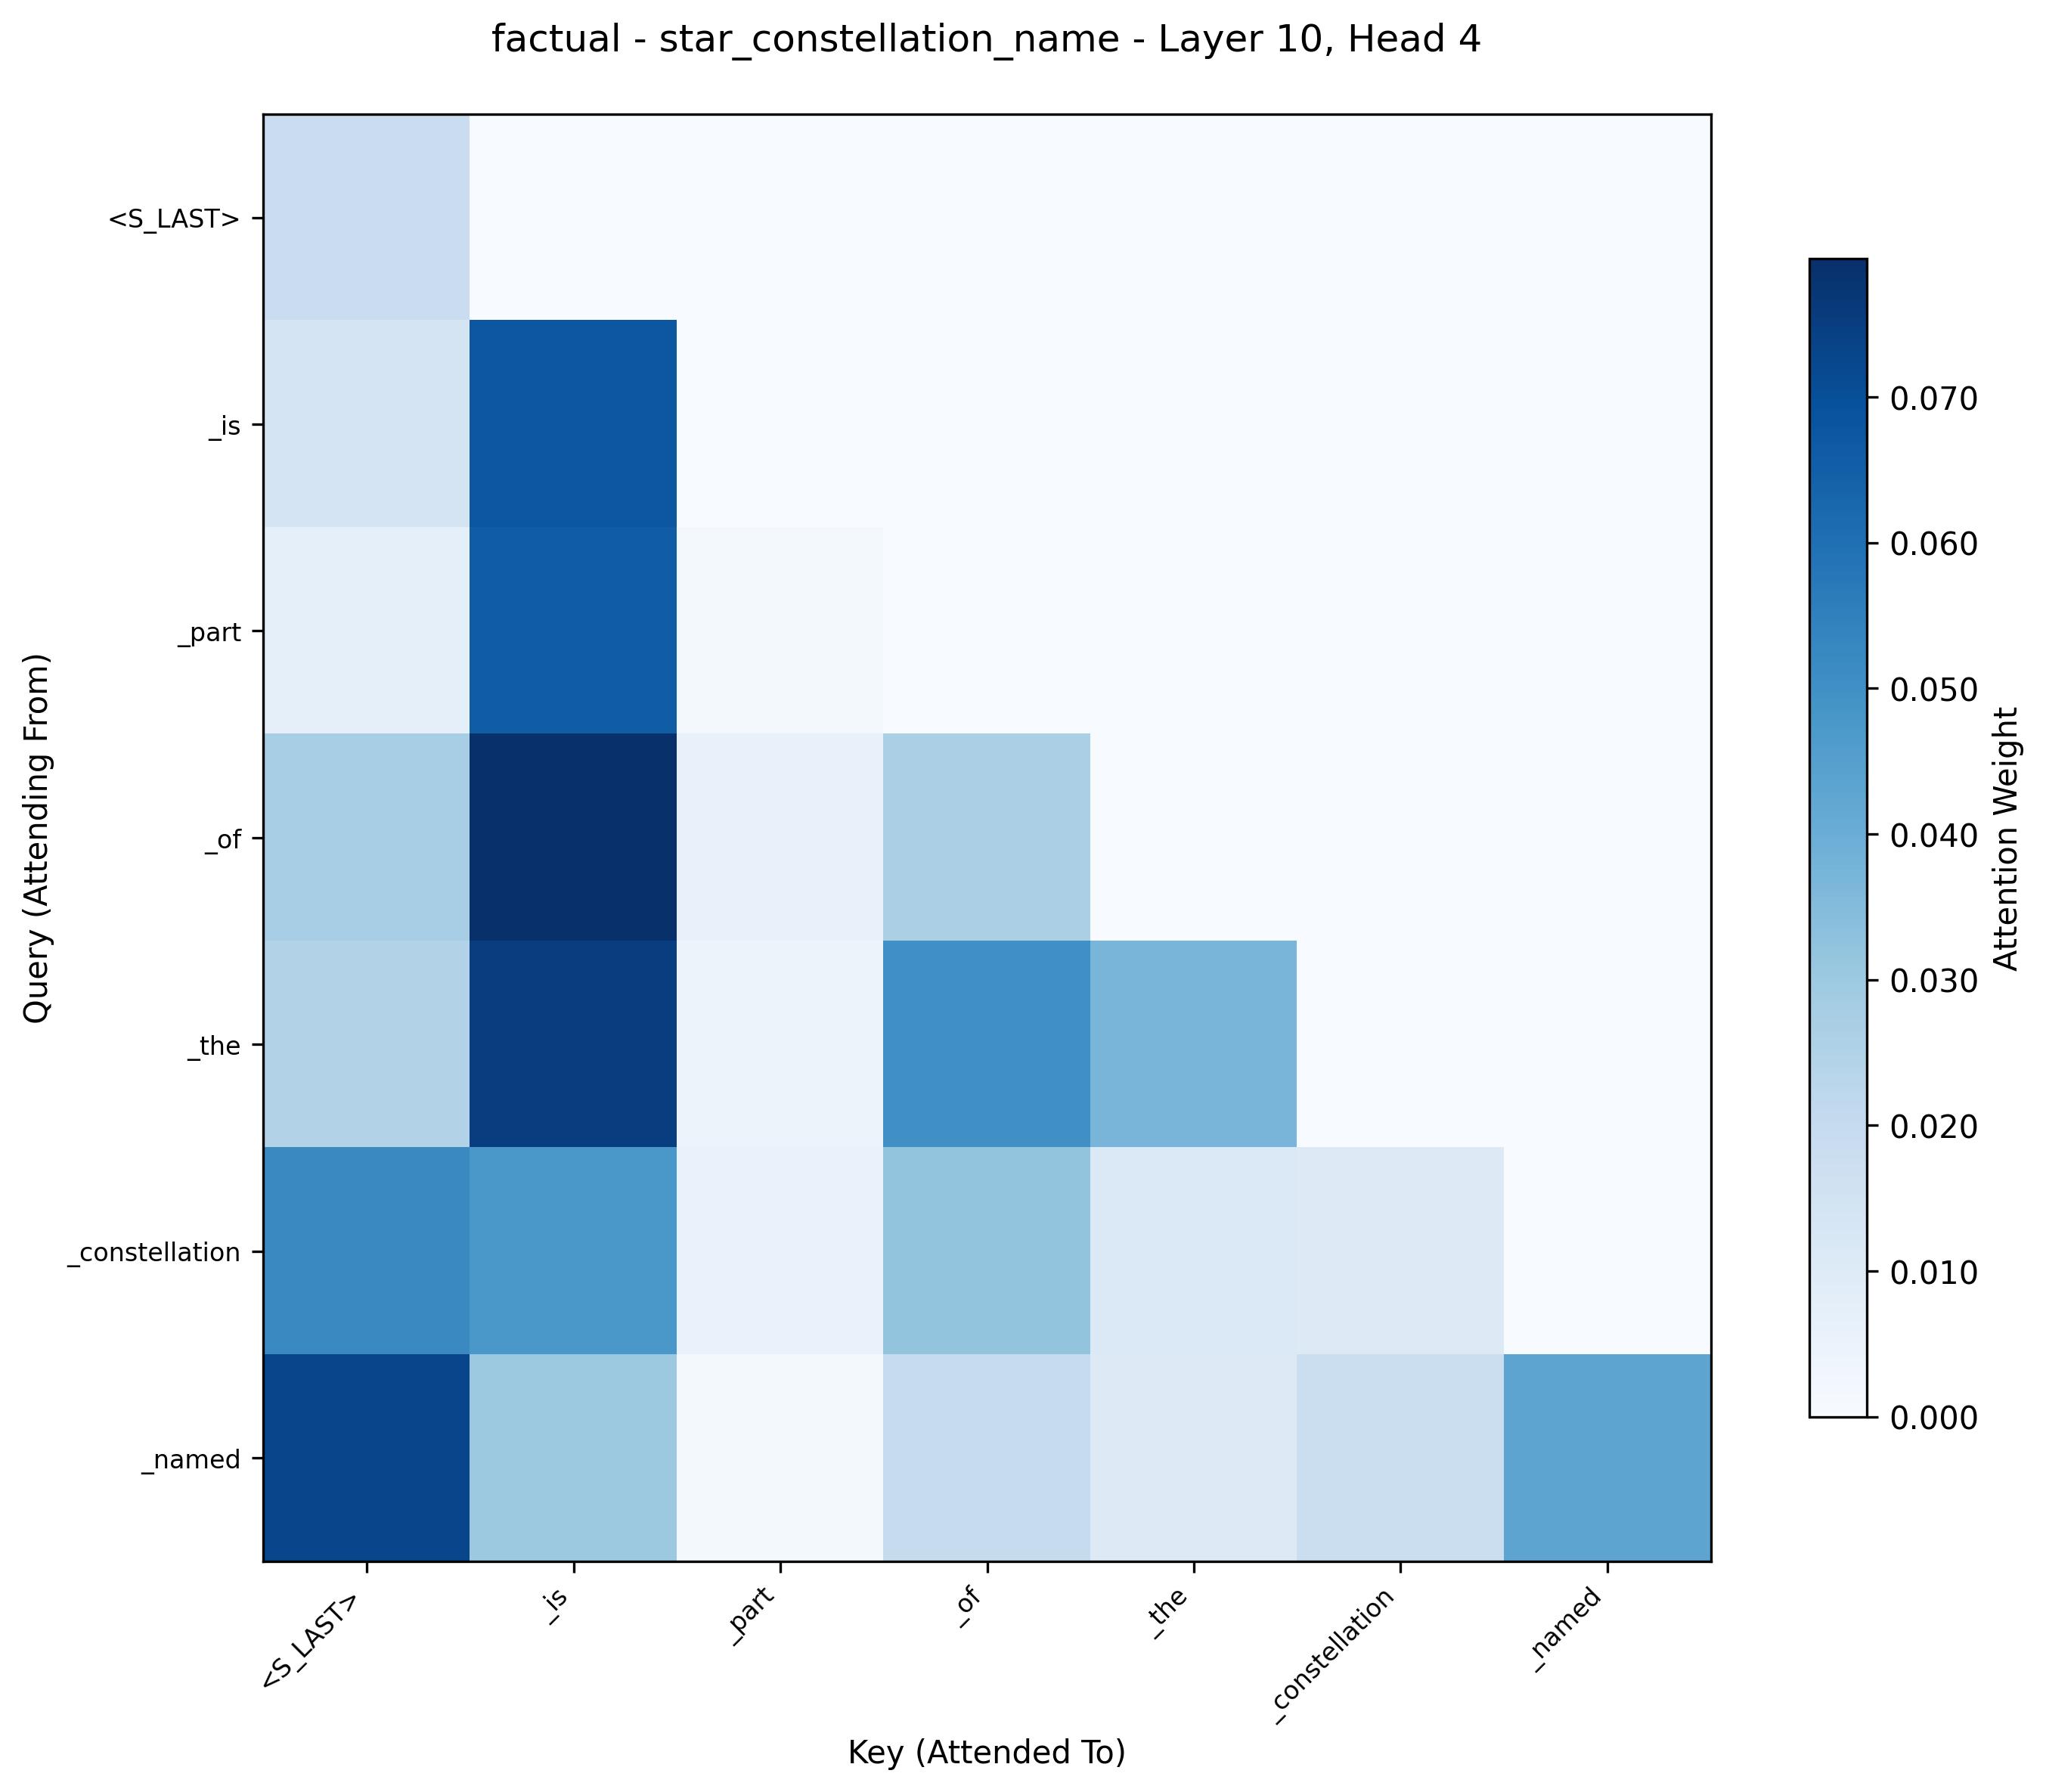 factual - star_constellation_name - Layer 10, Head 4
Query (Attending From)
<S_LAST>
_is
_part
_of
_the
_constellation
_named
<S_LAST>
_is
_part
_of
_the
_constellation
_named
Key (Attended To)
0.070
0.060
0.050
0.040
0.030
0.020
0.010
0.000
Attention Weight